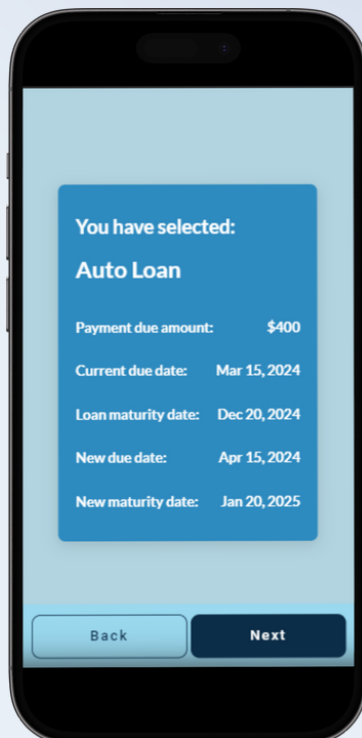 You have selected:
Auto Loan
Payment due amount: $400
Current due date: Mar 15, 2024
Loan maturity date: Dec 20, 2024
New due date: Apr 15, 2024
New maturity date: Jan 20, 2025
Back Next